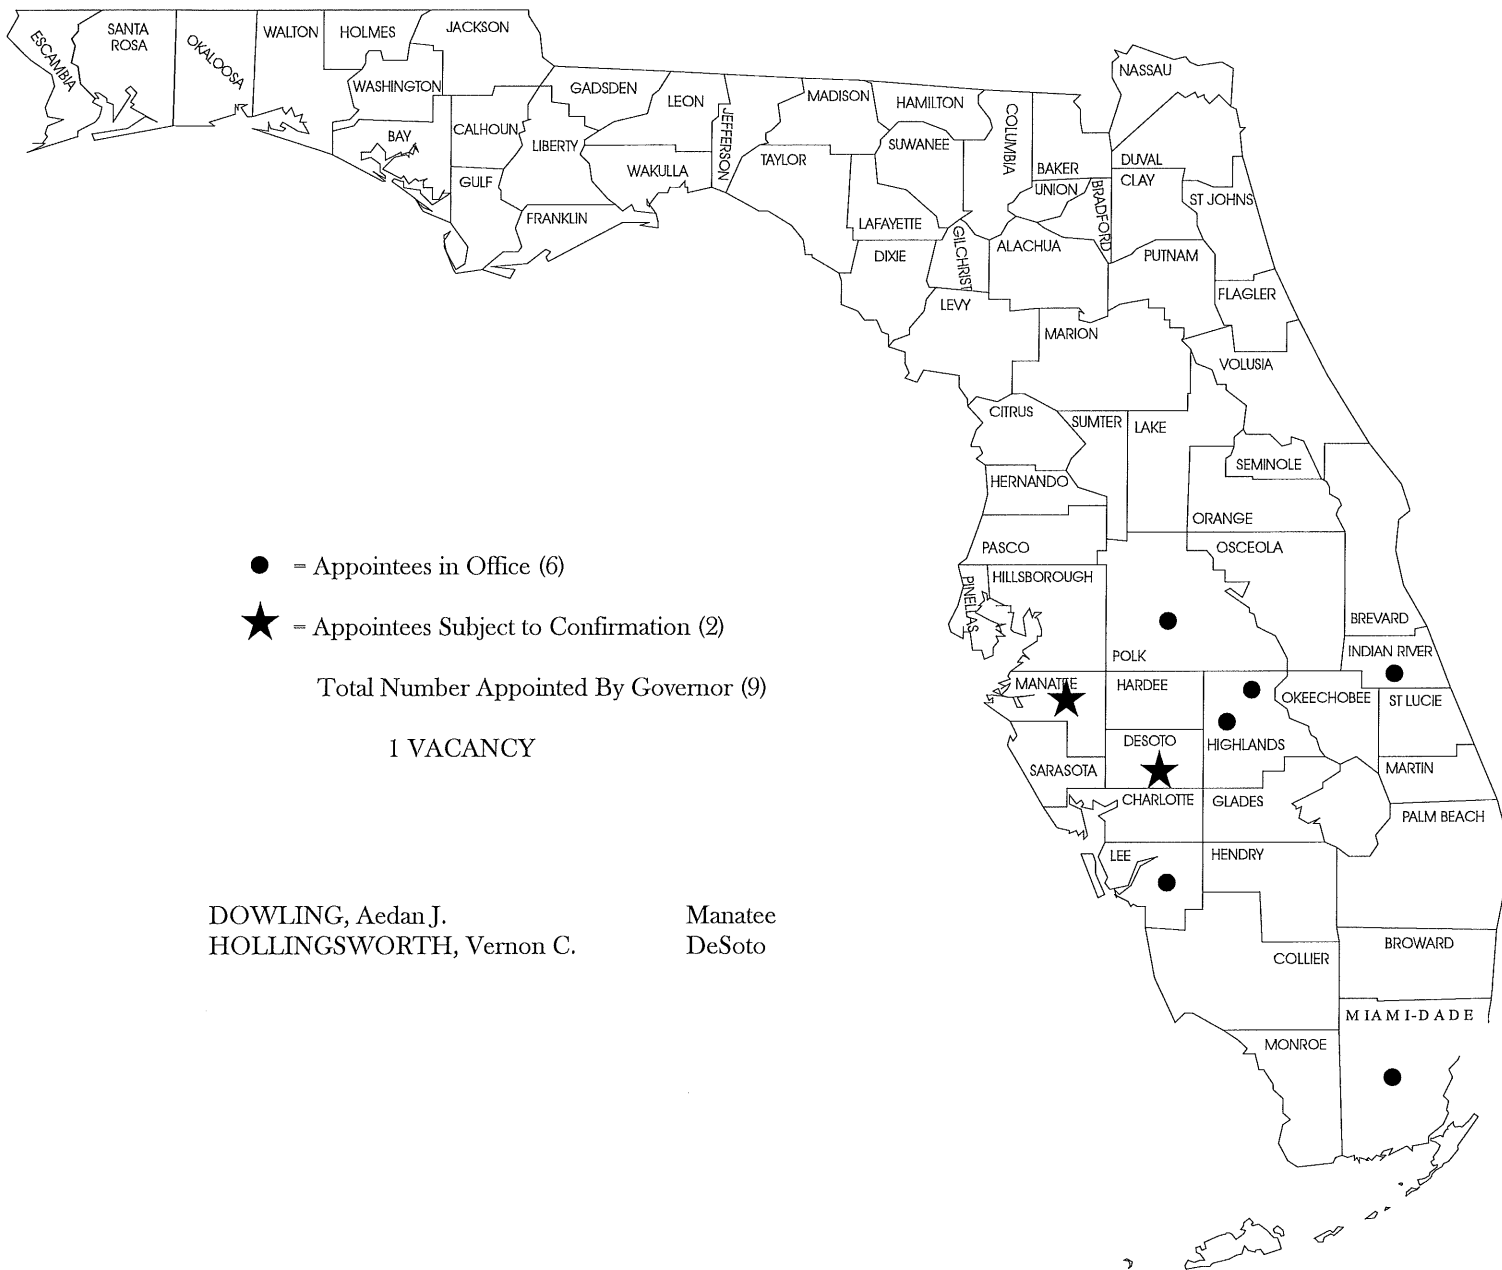 ESCAMBIA
SANTA
ROSA
OKALOOSA
WALTON
HOLMES
JACKSON
WASHINGTON
BAY
CALHOUN
GULF
GADSDEN
LIBERTY
FRANKLIN
LEON
WAKULLA
JEFFERSON
MADISON
TAYLOR
HAMILTON
SUWANEE
LAFAYETTE
DIXIE
COLUMBIA
GILCHRIST
BAKER
UNION
BRADFORD
ALACHUA
NASSAU
DUVAL
CLAY
ST JOHNS
PUTNAM
FLAGLER
LEVY
MARION
VOLUSIA
CITRUS
SUMTER
LAKE
SEMINOLE
HERNANDO
ORANGE
PASCO
OSCEOLA
HILLSBOROUGH
PINELLAS
POLK
BREVARD
INDIAN RIVER
MANATEE
HARDEE
OKEECHOBEE
ST LUCIE
DESOTO
HIGHLANDS
SARASOTA
MARTIN
CHARLOTTE
GLADES
PALM BEACH
LEE
HENDRY
BROWARD
COLLIER
MIAMI-DADE
MONROE
= Appointees in Office (6)
= Appointees Subject to Confirmation (2)
Total Number Appointed By Governor (9)
1 VACANCY
DOWLING, Aedan J. Manatee
HOLLINGSWORTH, Vernon C. DeSoto